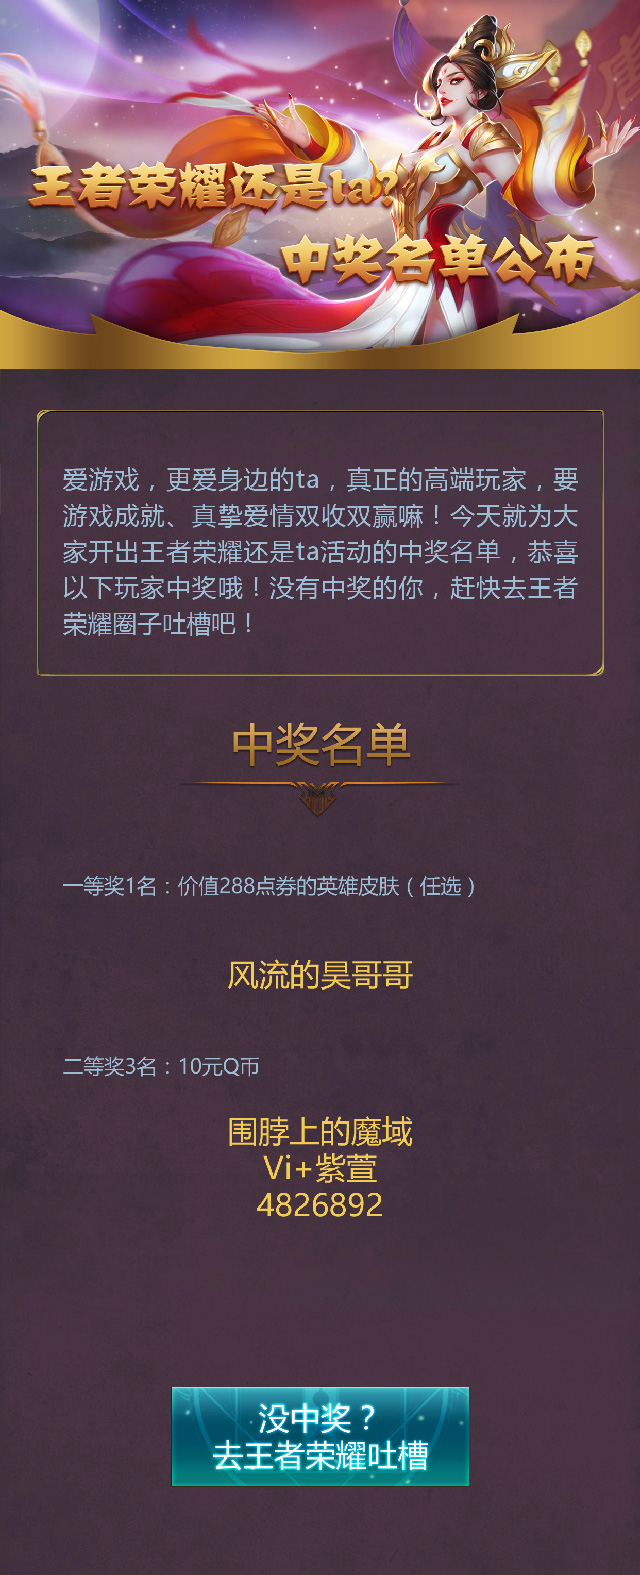 王者荣耀还是ta?
中奖名单公布
爱游戏，更爱身边的ta，真正的高端玩家，要
游戏成就、真挚爱情双收双赢嘛！今天就为大
家开出王者荣耀还是ta活动的中奖名单，恭喜
以下玩家中奖哦！没有中奖的你，赶快去王者
荣耀圈子吐槽吧！
中奖名单
一等奖1名：价值288点券的英雄皮肤（任选）
风流的昊哥哥
二等奖3名：10元Q币
围脖上的魔域
Vi+紫萱
4826892
没中奖？
去王者荣耀吐槽